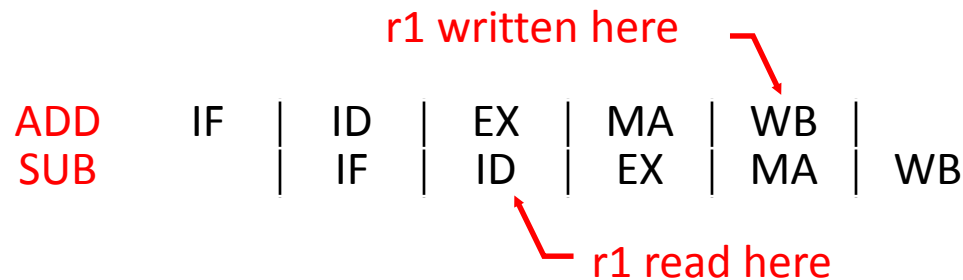 r1 written here
ADD IF | ID | EX | MA | WB |
SUB | IF | ID | EX | MA | WB
r1 read here